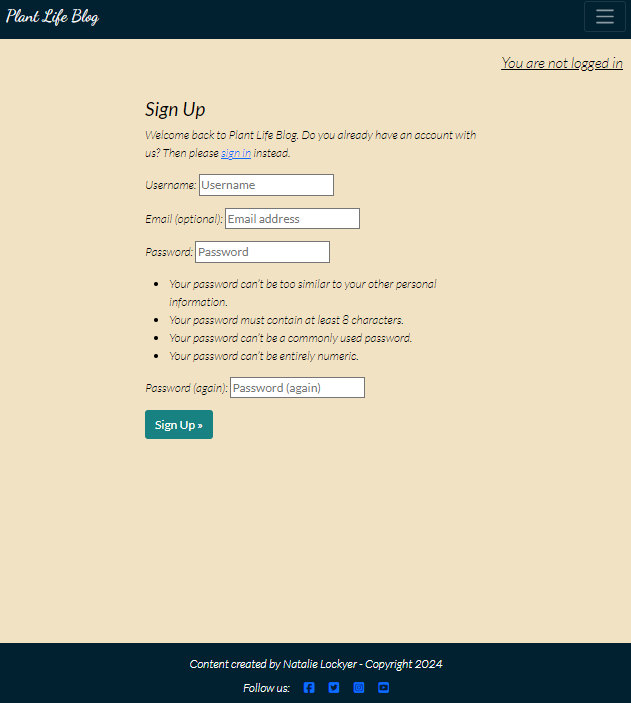 Plant Life Blog
You are not logged in
Sign Up
Welcome back to Plant Life Blog. Do you already have an account with
us? Then please sign in instead.
Username: Username
Email (optional): Email address
Password: Password
• Your password can't be too similar to your other personal
information.
• Your password must contain at least 8 characters.
• Your password can't be a commonly used password.
• Your password can't be entirely numeric.
Password (again): Password (again)
Sign Up »
Content created by Natalie Lockyer - Copyright 2024
Follow us: